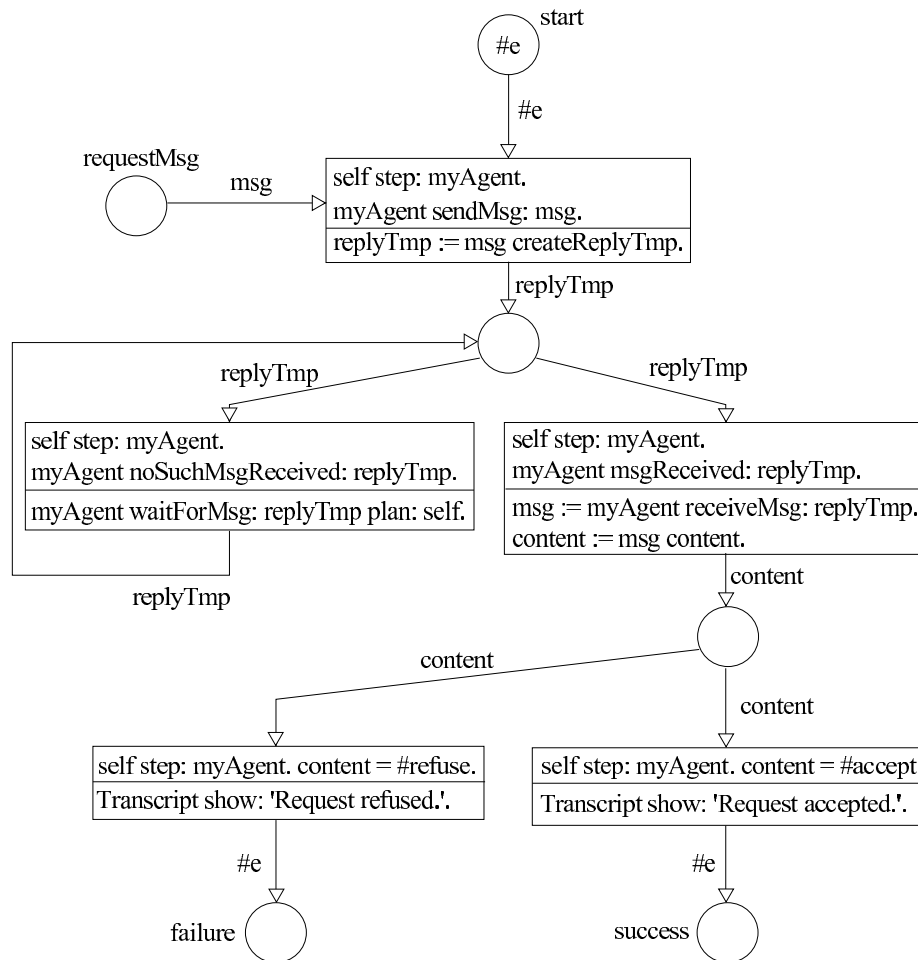 start
#e
#e
requestMsg
msg
self step: myAgent.
myAgent sendMsg: msg.
replyTmp := msg createReplyTmp.
replyTmp
replyTmp
replyTmp
self step: myAgent.
myAgent noSuchMsgReceived: replyTmp.
myAgent waitForMsg: replyTmp plan: self.
replyTmp
self step: myAgent.
myAgent msgReceived: replyTmp.
msg := myAgent receiveMsg: replyTmp.
content := msg content.
content
content
content
self step: myAgent. content = #refuse.
Transcript show: 'Request refused.'.
self step: myAgent. content = #accept
Transcript show: 'Request accepted.'.
#e
#e
failure
success